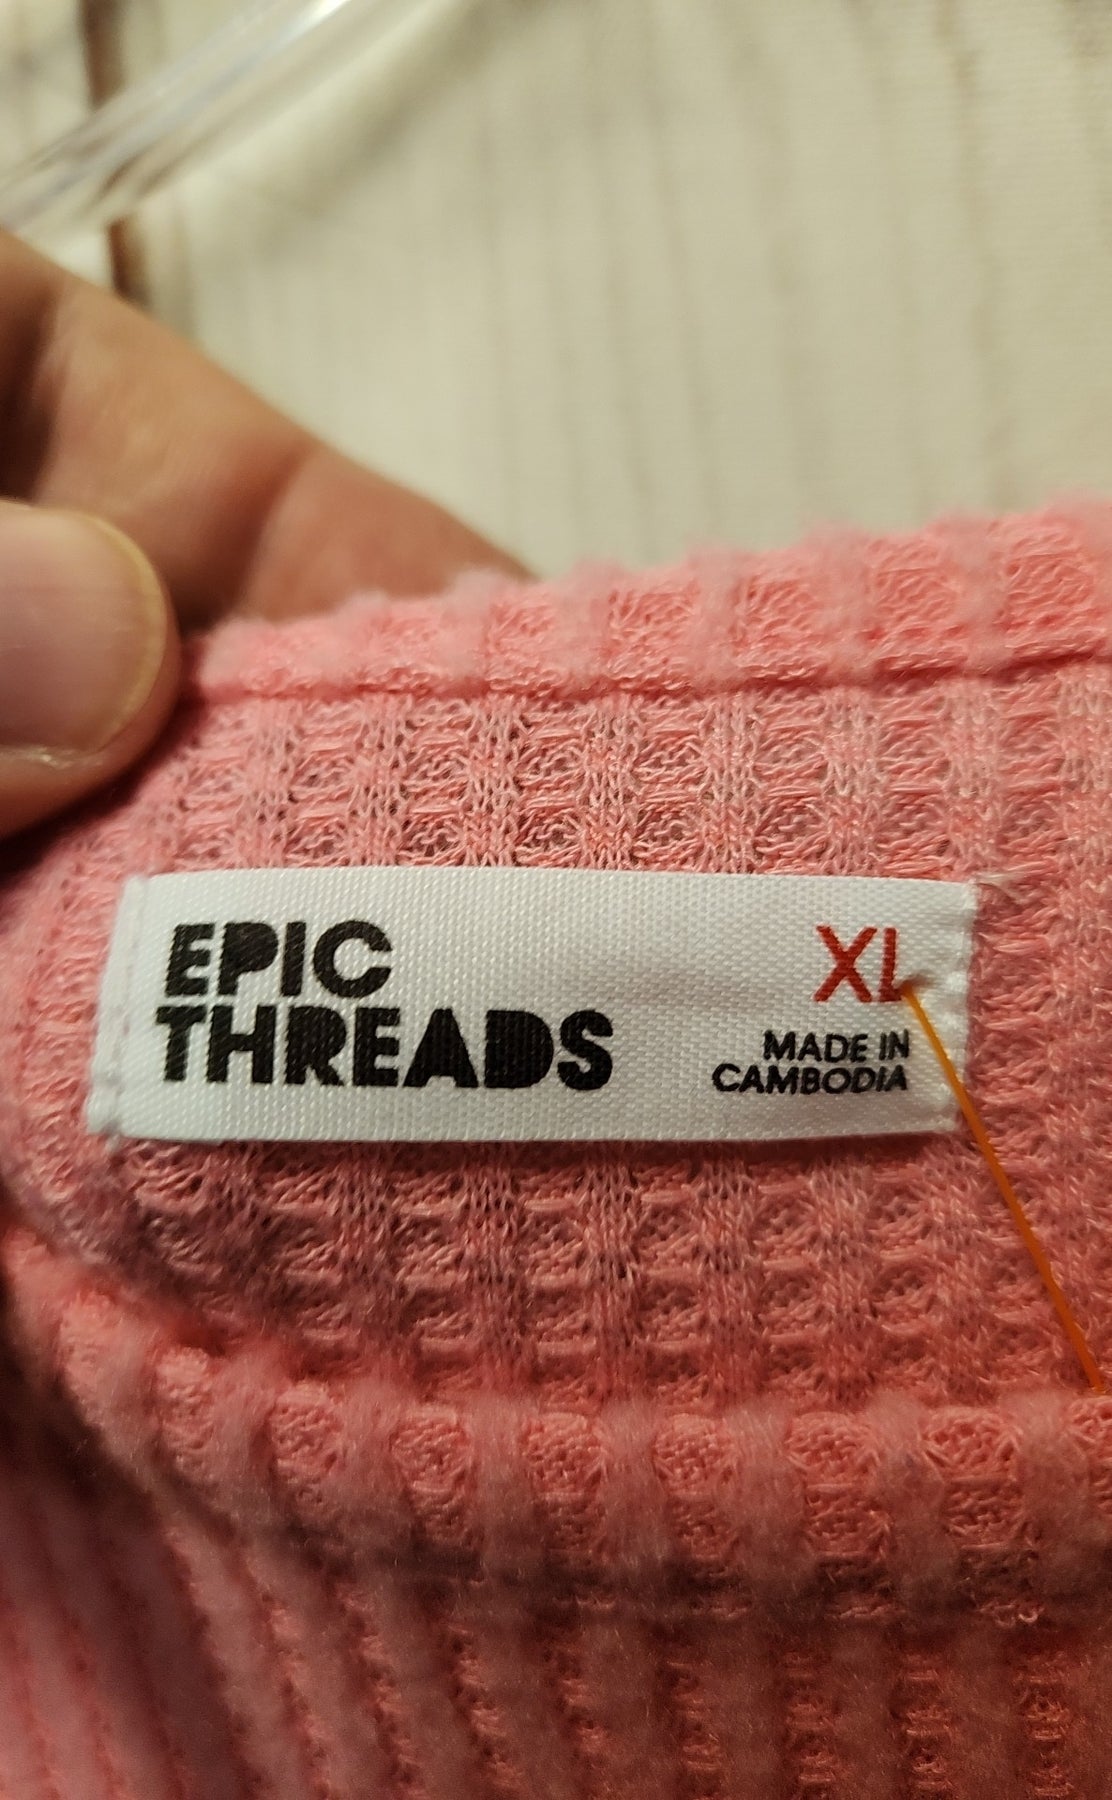 EPIC
THREADS
XL
MADE IN
CAMBODIA